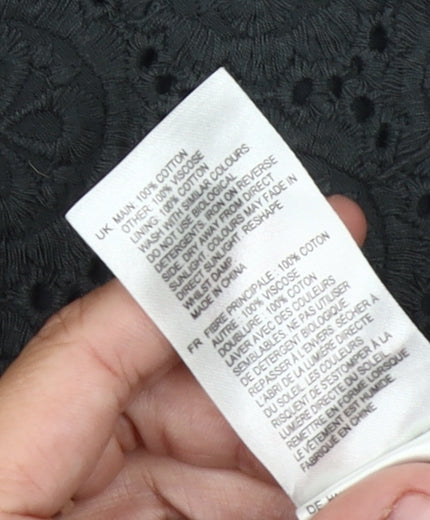 UK MAIN: 100% COTTON
OTHER: 100% VISCOSE
LINING: 100% COTTON
WASH WITH SIMILAR COLOURS.
DO NOT USE BIOLOGICAL
DETERGENTS. IRON ON REVERSE
SIDE. DRY AWAY FROM DIRECT
SUNLIGHT. COLOURS MAY FADE IN
DIRECT SUNLIGHT. RESHAPE
WHILST DAMP
MADE IN CHINA
FR FIBRE PRINCIPALE: 100% COTON
AUTRE: 100% VISCOSE
DOUBLURE: 100% COTON
LAVER AVEC DES COULEURS
SEMBLABLES. NE PAS UTILISER
DE DETERGENT BIOLOGIQUE.
REPASSER À L'ENVERS. SÉCHER À
L'ABRI DE LA LUMIÈRE DIRECTE
DU SOLEIL. LES COULEURS
RISQUENT DE S'ESTOMPER À LA
LUMIÈRE DIRECTE DU SOLEIL.
REMETTRE EN FORME LORSQUE
LE VÊTEMENT EST HUMIDE
FABRIQUÉ EN CHINE
DE